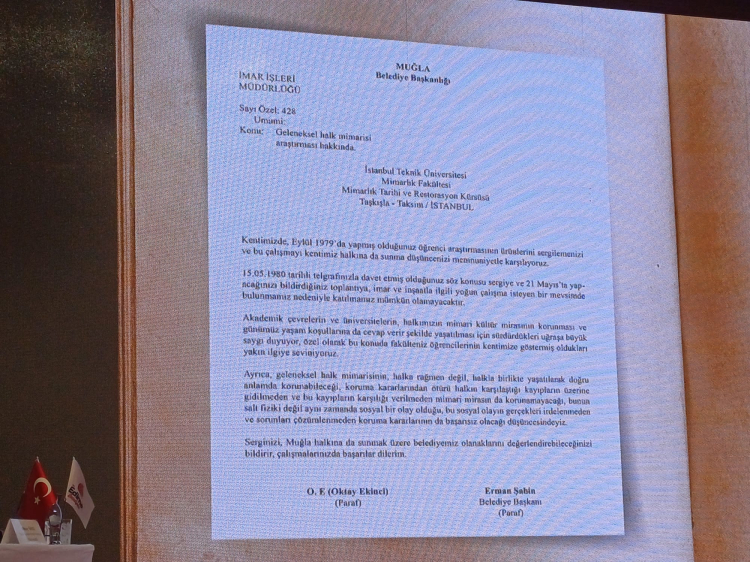 MUĞLA
Belediye Başkanlığı
İMAR İŞLERİ
MÜDÜRLÜĞÜ
Sayı Özel: 428
Umumi:
Konu: Geleneksel halk mimarisi
araştırması hakkında.
İstanbul Teknik Üniversitesi
Mimarlık Fakültesi
Mimarlık Tarihi ve Restorasyon Kürsüsü
Taşkışla - Taksim / İSTANBUL
Kentimizde, Eylül 1979'da yapmış olduğunuz öğrenci araştırmasının ürünlerini sergilemenizi
ve bu çalışmayı kentimiz halkına da sunma düşüncenizi memnuniyetle karşılıyoruz.
15.05.1980 tarihli telgrafınızla davet etmiş olduğunuz söz konusu sergiye ve 21 Mayıs'ta yap-
acağınızı bildirdiğiniz toplantıya, imar ve inşaatla ilgili yoğun çalışma isteyen bir mevsimde
bulunmamız nedeniyle katılmamız mümkün olamayacaktır.
Akademik çevrelerin ve üniversitelerin, halkımızın mimari kültür mirasının korunması ve
günümüz yaşam koşullarına da cevap verir şekilde yaşatılması için sürdürdükleri uğraşa büyük
saygı duyuyor, özel olarak bu konuda fakülteniz öğrencilerinin kentimize göstermiş oldukları
yakın ilgiye seviniyoruz.
Ayrıca, geleneksel halk mimarisinin, halka rağmen değil, halkla birlikte yaşatılarak doğru
anlamda korunabileceği, koruma kararlarından ötürü halkın karşılaştığı kayıpların üzerine
gidilmeden ve bu kayıpların karşılığı verilmeden mimari mirasın da korunamayacağı, bunun
salt fiziki değil aynı zamanda sosyal bir olay olduğu, bu sosyal olayın gerçekleri irdelenmeden
ve sorunları çözümlenmeden koruma kararlarının da başarısız olacağı düşüncesindeyiz.
Serginizi, Muğla halkına da sunmak üzere belediyemiz olanaklarını değerlendirebileceğinizi
bildirir, çalışmalarınızda başarılar dilerim.
O. E (Oktay Ekinci)
(Paraf)
Erman Şahin
Belediye Başkanı
(Paraf)